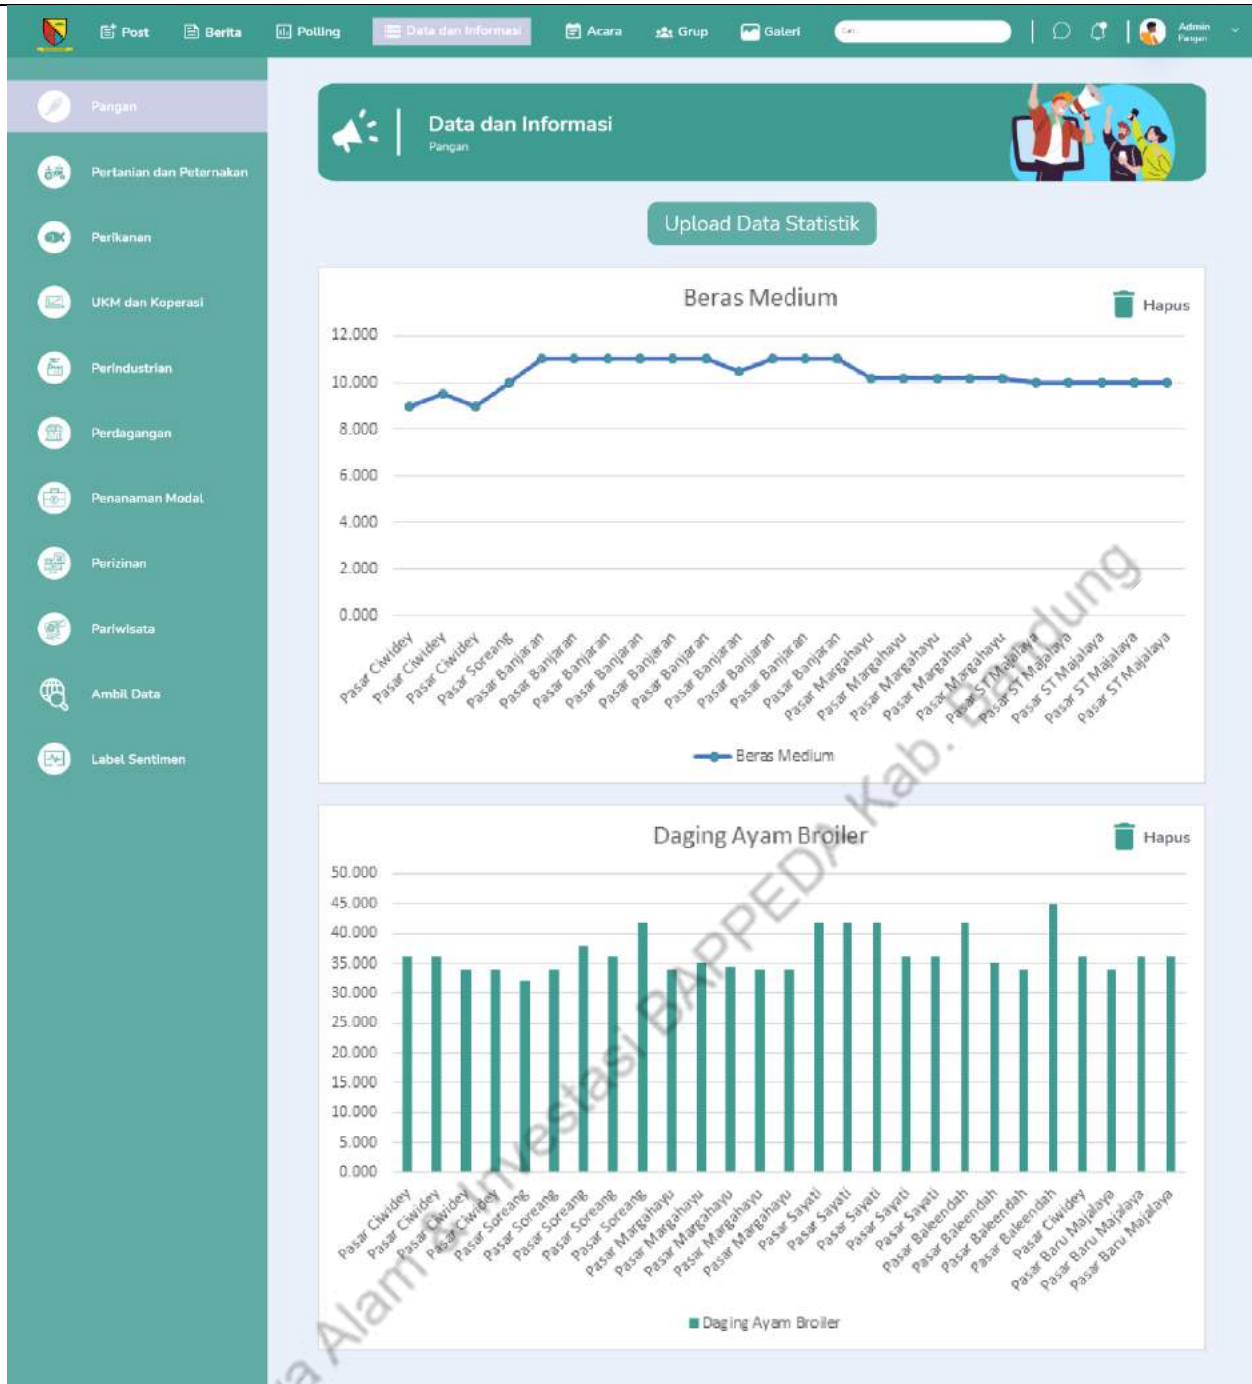 Post Berita Polling Data dan Informasi Acara Grup Galeri Admin
Pangan
Pangan
Pertanian dan Peternakan
Perikanan
UKM dan Koperasi
Perindustrian
Perdagangan
Penanaman Modal
Perizinan
Pariwisata
Ambil Data
Label Sentimen
Data dan Informasi
Pangan
Upload Data Statistik
Beras Medium
Hapus
12.000
10.000
8.000
6.000
4.000
2.000
0.000
Pasar Ciwidey
Pasar Ciwidey
Pasar Ciwidey
Pasar Soreang
Pasar Banjaran
Pasar Banjaran
Pasar Banjaran
Pasar Banjaran
Pasar Banjaran
Pasar Banjaran
Pasar Banjaran
Pasar Banjaran
Pasar Banjaran
Pasar Banjaran
Pasar Margahayu
Pasar Margahayu
Pasar Margahayu
Pasar Margahayu
Pasar Margahayu
Pasar ST Majalaya
Pasar ST Majalaya
Pasar ST Majalaya
Pasar ST Majalaya
Pasar ST Majalaya
Beras Medium
Daging Ayam Broiler
Hapus
50.000
45.000
40.000
35.000
30.000
25.000
20.000
15.000
10.000
5.000
0.000
Pasar Ciwidey
Pasar Ciwidey
Pasar Ciwidey
Pasar Ciwidey
Pasar Soreang
Pasar Soreang
Pasar Soreang
Pasar Soreang
Pasar Soreang
Pasar Margahayu
Pasar Margahayu
Pasar Margahayu
Pasar Margahayu
Pasar Margahayu
Pasar Sayati
Pasar Sayati
Pasar Sayati
Pasar Sayati
Pasar Sayati
Pasar Baleendah
Pasar Baleendah
Pasar Baleendah
Pasar Baleendah
Pasar Ciwidey
Pasar Baru Majalaya
Pasar Baru Majalaya
Pasar Baru Majalaya
Daging Ayam Broiler
Alam & Investasi BAPPEDA Kab. Bandung